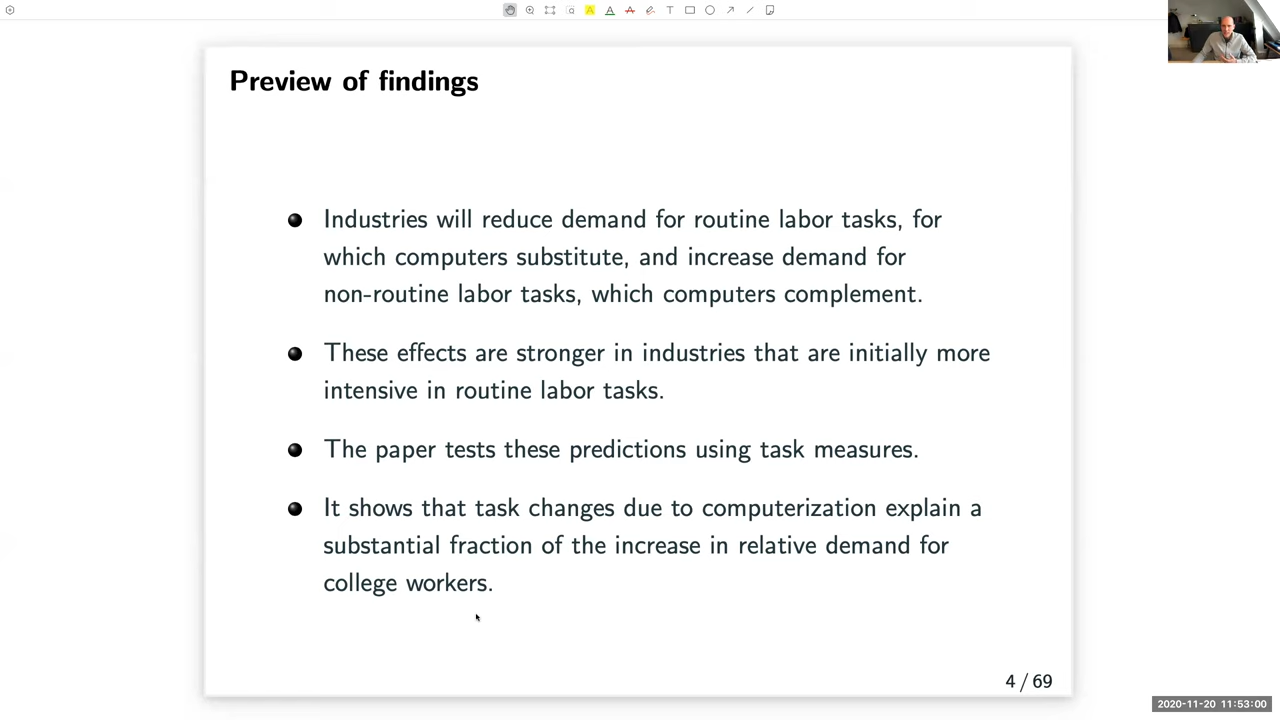 Preview of findings
Industries will reduce demand for routine labor tasks, for
which computers substitute, and increase demand for
non-routine labor tasks, which computers complement.
These effects are stronger in industries that are initially more
intensive in routine labor tasks.
The paper tests these predictions using task measures.
It shows that task changes due to computerization explain a
substantial fraction of the increase in relative demand for
college workers.
4 / 69
2020-11-20 11:53:00